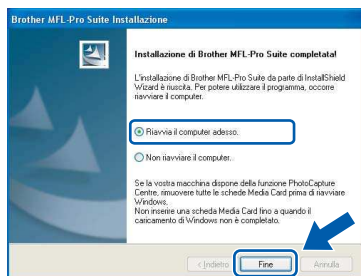 Brother MFL-Pro Suite Installazione
Installazione di Brother MFL-Pro Suite completata!
L'installazione di Brother MFL-Pro Suite da parte di InstallShield
Wizard è riuscita. Per potere utilizzare il programma, occorre
riavviare il computer.
Riavvia il computer adesso.
Non riavviare il computer.
Se la vostra macchina dispone della funzione PhotoCapture
Centre, rimuovere tutte le schede Media Card prima di riavviare
Windows.
Non inserire una scheda Media Card fino a quando il
caricamento di Windows non è completato.
< Indietro Fine Annulla